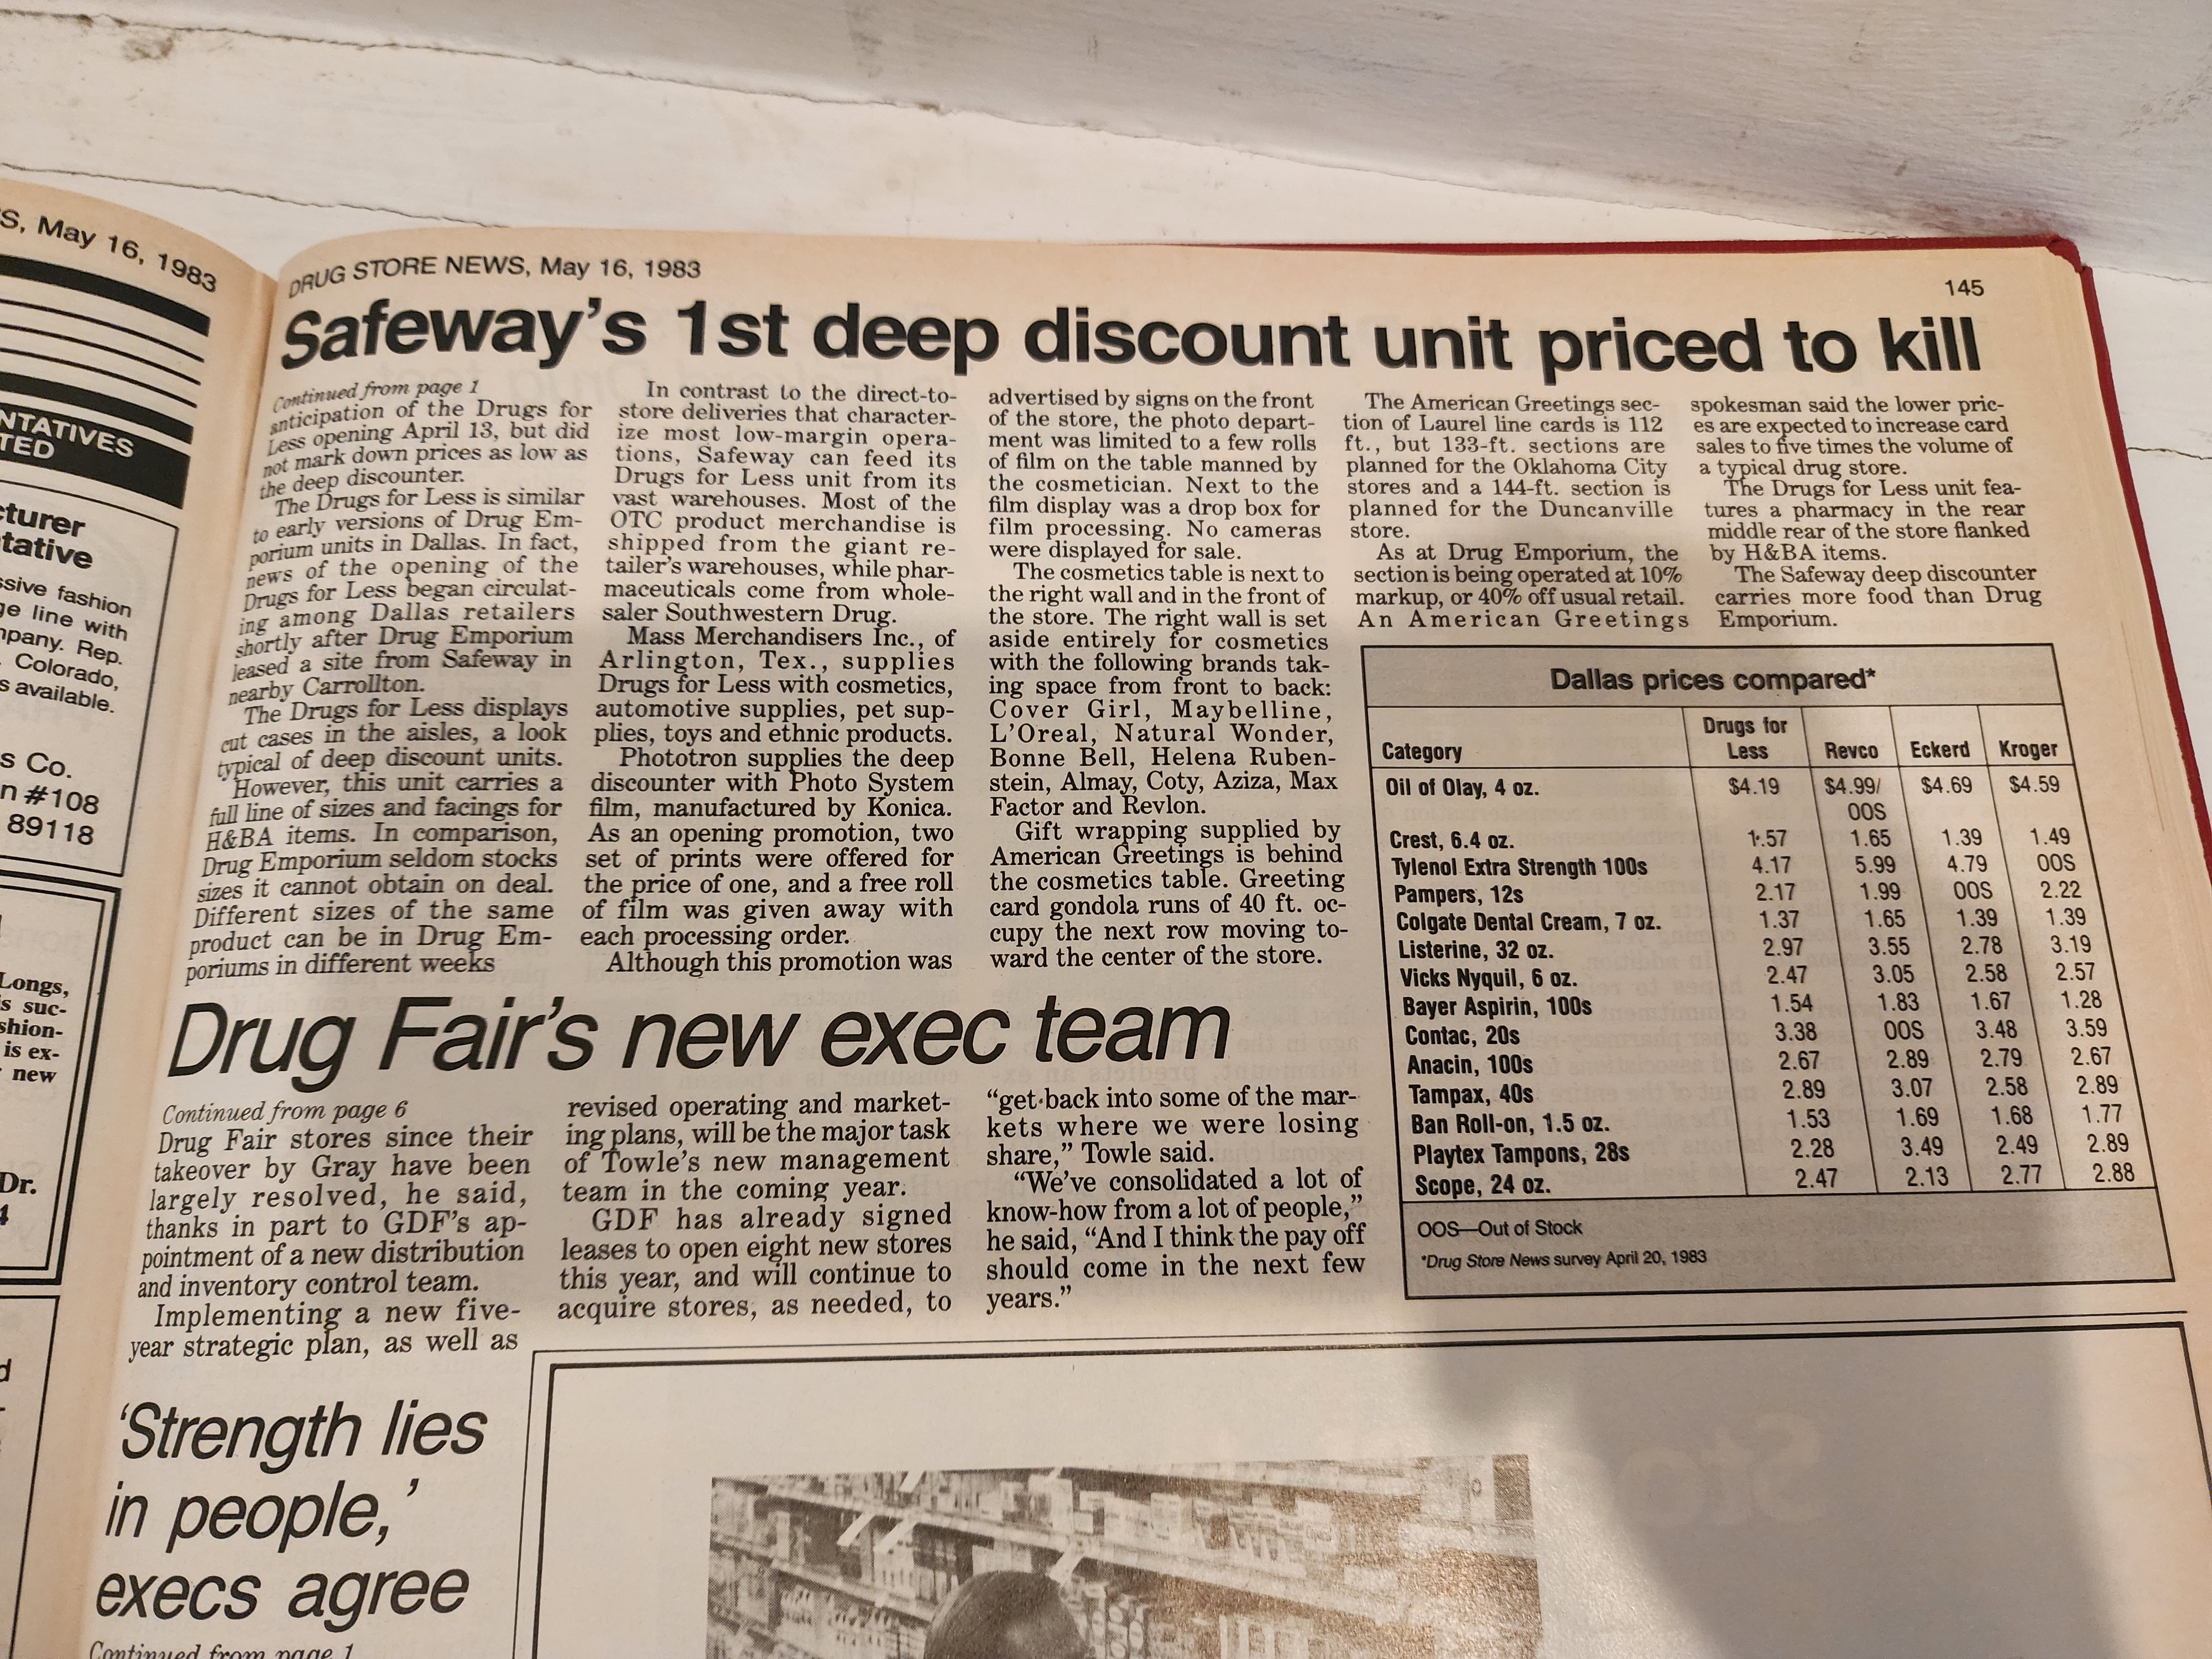 S, May 16, 1983
NTATIVES
TED
cturer
tative
ssive fashion
ge line with
mpany. Rep.
Colorado,
s available.
s Co.
n #108
89118
Longs,
is suc-
shion-
is ex-
new
Dr.
DRUG STORE NEWS, May 16, 1983
145
Safeway's 1st deep discount unit priced to kill
Continued from page 1
anticipation of the Drugs for
Less opening April 13, but did
not mark down prices as low as
the deep discounter.
The Drugs for Less is similar
to early versions of Drug Em-
porium units in Dallas. In fact,
news of the opening of the
Drugs for Less began circulat-
ing among Dallas retailers
shortly after Drug Emporium
leased a site from Safeway in
nearby Carrollton.
The Drugs for Less displays
cut cases in the aisles, a look
typical of deep discount units.
However, this unit carries a
full line of sizes and facings for
H&BA items. In comparison,
Drug Emporium seldom stocks
sizes it cannot obtain on deal.
Different sizes of the same
product can be in Drug Em-
poriums in different weeks
In contrast to the direct-to-
store deliveries that character-
ize most low-margin opera-
tions, Safeway can feed its
Drugs for Less unit from its
vast warehouses. Most of the
OTC product merchandise is
shipped from the giant re-
tailer's warehouses, while phar-
maceuticals come from whole-
saler Southwestern Drug.
Mass Merchandisers Inc., of
Arlington, Tex., supplies
Drugs for Less with cosmetics,
automotive supplies, pet sup-
plies, toys and ethnic products.
Phototron supplies the deep
discounter with Photo System
film, manufactured by Konica.
As an opening promotion, two
set of prints were offered for
the price of one, and a free roll
of film was given away with
each processing order.
Although this promotion was
advertised by signs on the front
of the store, the photo depart-
ment was limited to a few rolls
of film on the table manned by
the cosmetician. Next to the
film display was a drop box for
film processing. No cameras
were displayed for sale.
The cosmetics table is next to
the right wall and in the front of
the store. The right wall is set
aside entirely for cosmetics
with the following brands tak-
ing space from front to back:
Cover Girl, Maybelline,
L'Oreal, Natural Wonder,
Bonne Bell, Helena Ruben-
stein, Almay, Coty, Aziza, Max
Factor and Revlon.
Gift wrapping supplied by
American Greetings is behind
the cosmetics table. Greeting
card gondola runs of 40 ft. oc-
cupy the next row moving to-
ward the center of the store.
The American Greetings sec-
tion of Laurel line cards is 112
ft., but 133-ft. sections are
planned for the Oklahoma City
stores and a 144-ft. section is
planned for the Duncanville
store.
As at Drug Emporium, the
section is being operated at 10%
markup, or 40% off usual retail.
An American Greetings
spokesman said the lower pric-
es are expected to increase card
sales to five times the volume of
a typical drug store.
The Drugs for Less unit fea-
tures a pharmacy in the rear
middle rear of the store flanked
by H&BA items.
The Safeway deep discounter
carries more food than Drug
Emporium.
Dallas prices compared*
Category Drugs for Less Revco Eckerd Kroger
Oil of Olay, 4 oz. $4.19 $4.99/ $4.69 $4.59
OOS
Crest, 6.4 oz. 1.57 1.65 1.39 1.49
Tylenol Extra Strength 100s 4.17 5.99 4.79 OOS
Pampers, 12s 2.17 1.99 OOS 2.22
Colgate Dental Cream, 7 oz. 1.37 1.65 1.39 1.39
Listerine, 32 oz. 2.97 3.55 2.78 3.19
Vicks Nyquil, 6 oz. 2.47 3.05 2.58 2.57
Bayer Aspirin, 100s 1.54 1.83 1.67 1.28
Contac, 20s 3.38 OOS 3.48 3.59
Anacin, 100s 2.67 2.89 2.79 2.67
Tampax, 40s 2.89 3.07 2.58 2.89
Ban Roll-on, 1.5 oz. 1.53 1.69 1.68 1.77
Playtex Tampons, 28s 2.28 3.49 2.49 2.89
Scope, 24 oz. 2.47 2.13 2.77 2.88
OOS—Out of Stock
*Drug Store News survey April 20, 1983
Drug Fair's new exec team
Continued from page 6
Drug Fair stores since their
takeover by Gray have been
largely resolved, he said,
thanks in part to GDF's ap-
pointment of a new distribution
and inventory control team.
Implementing a new five-
year strategic plan, as well as
revised operating and market-
ing plans, will be the major task
of Towle's new management
team in the coming year.
GDF has already signed
leases to open eight new stores
this year, and will continue to
acquire stores, as needed, to
"get back into some of the mar-
kets where we were losing
share," Towle said.
"We've consolidated a lot of
know-how from a lot of people,"
he said, "And I think the pay off
should come in the next few
years."
'Strength lies
in people,'
execs agree
Continued from page 1